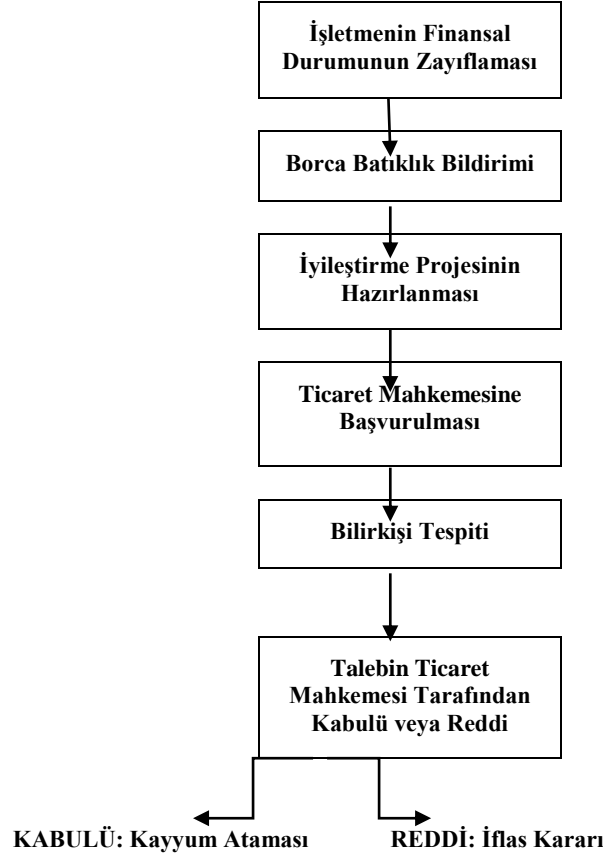 İşletmenin Finansal
Durumunun Zayıflaması
Borca Batıklık Bildirimi
İyileştirme Projesinin
Hazırlanması
Ticaret Mahkemesine
Başvurulması
Bilirkişi Tespiti
Talebin Ticaret
Mahkemesi Tarafından
Kabulü veya Reddi
KABULÜ: Kayyum Ataması
REDDİ: İflas Kararı